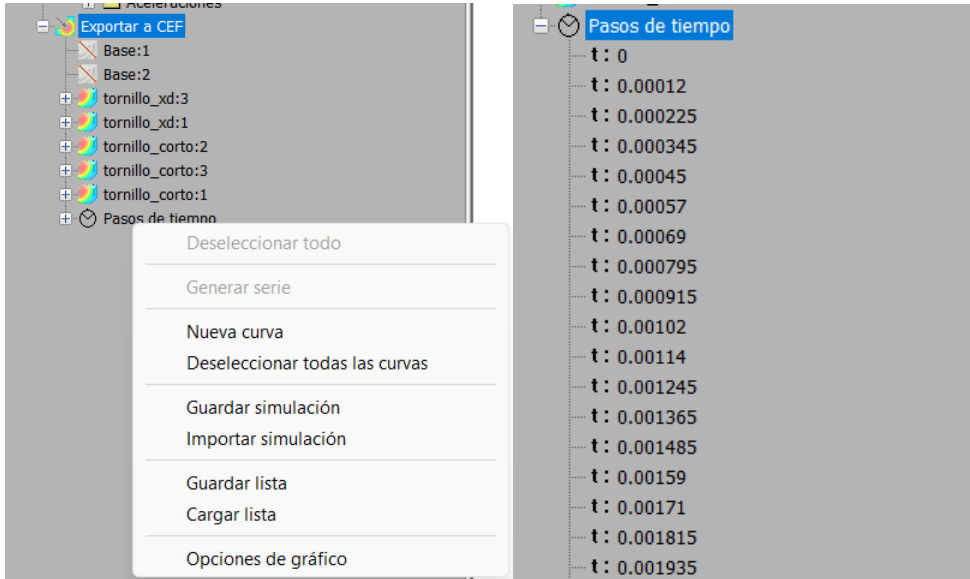 Aceleraciones
Exportar a CEF
Base:1
Base:2
tornillo_xd:3
tornillo_xd:1
tornillo_corto:2
tornillo_corto:3
tornillo_corto:1
Pasos de tiempo
Deseleccionar todo
Generar serie
Nueva curva
Deseleccionar todas las curvas
Guardar simulación
Importar simulación
Guardar lista
Cargar lista
Opciones de gráfico
Pasos de tiempo
t: 0
t: 0.00012
t: 0.000225
t: 0.000345
t: 0.00045
t: 0.00057
t: 0.00069
t: 0.000795
t: 0.000915
t: 0.00102
t: 0.00114
t: 0.001245
t: 0.001365
t: 0.001485
t: 0.00159
t: 0.00171
t: 0.001815
t: 0.001935